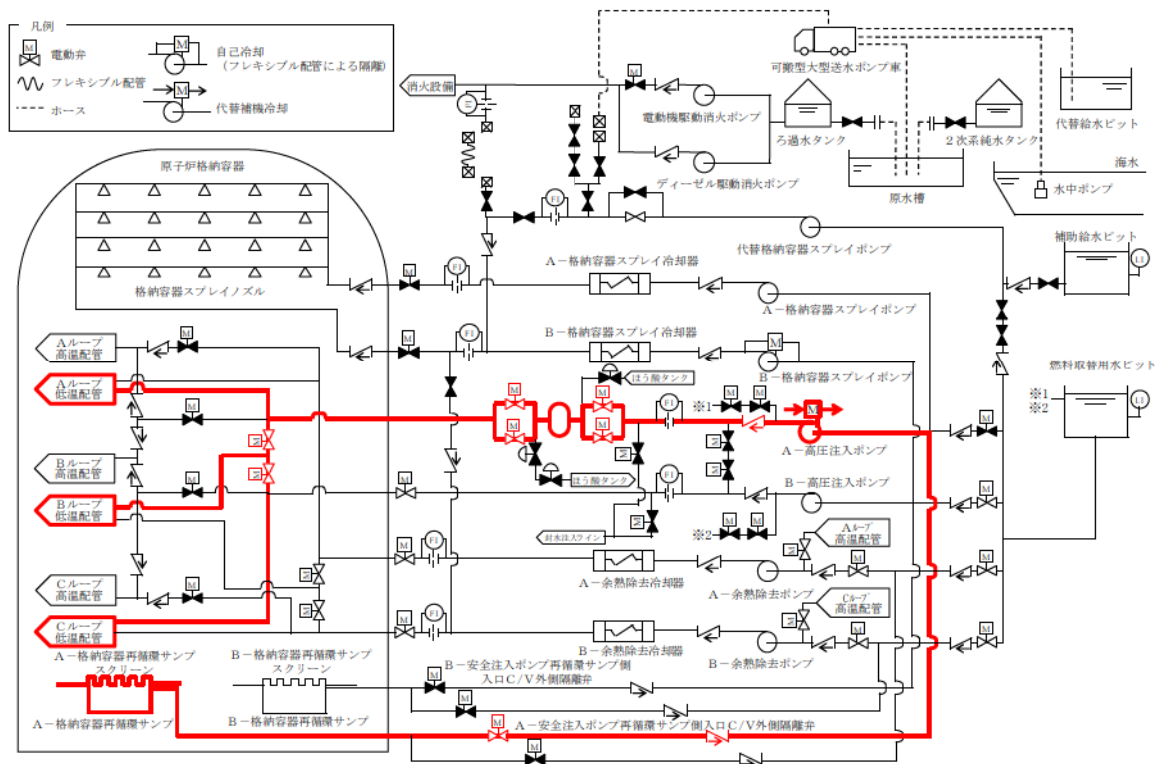 凡例
M
電動弁
フレキシブル配管
ホース
M
自己冷却
(フレキシブル配管による隔離)
M
代替補機冷却
消火設備
M
電動機駆動消火ポンプ
ディーゼル駆動消火ポンプ
可搬型大型送水ポンプ車
ろ過水タンク
2次系純水タンク
代替給水ピット
原水槽
海水
水中ポンプ
FI
代替格納容器スプレイポンプ
補助給水ピット
LI
原子炉格納容器
格納容器スプレイノズル
M
FI
A-格納容器スプレイ冷却器
A-格納容器スプレイポンプ
M
FI
B-格納容器スプレイ冷却器
M
B-格納容器スプレイポンプ
燃料取替用水ピット
※1
※2
LI
Aループ
高温配管
M
Aループ
低温配管
M
M
M
M
M
M
M
ほう酸タンク
FI
※1
M
M
M
A-高圧注入ポンプ
M
Bループ
高温配管
M
M
ほう酸タンク
M
M
M
Bループ
低温配管
M
M
FI
B-高圧注入ポンプ
M
封水注入ライン
M
※2
M
M
Aループ
高温配管
M
M
FI
M
M
M
A-余熱除去冷却器
A-余熱除去ポンプ
Cループ
高温配管
M
M
Cループ
高温配管
M
Cループ
低温配管
M
FI
M
M
M
B-余熱除去冷却器
B-余熱除去ポンプ
A-格納容器再循環サンプ
スクリーン
B-格納容器再循環サンプ
スクリーン
B-安全注入ポンプ再循環サンプ側
入口C/V外側隔離弁
M
M
A-格納容器再循環サンプ
B-格納容器再循環サンプ
M
A-安全注入ポンプ再循環サンプ側入口C/V外側隔離弁
M